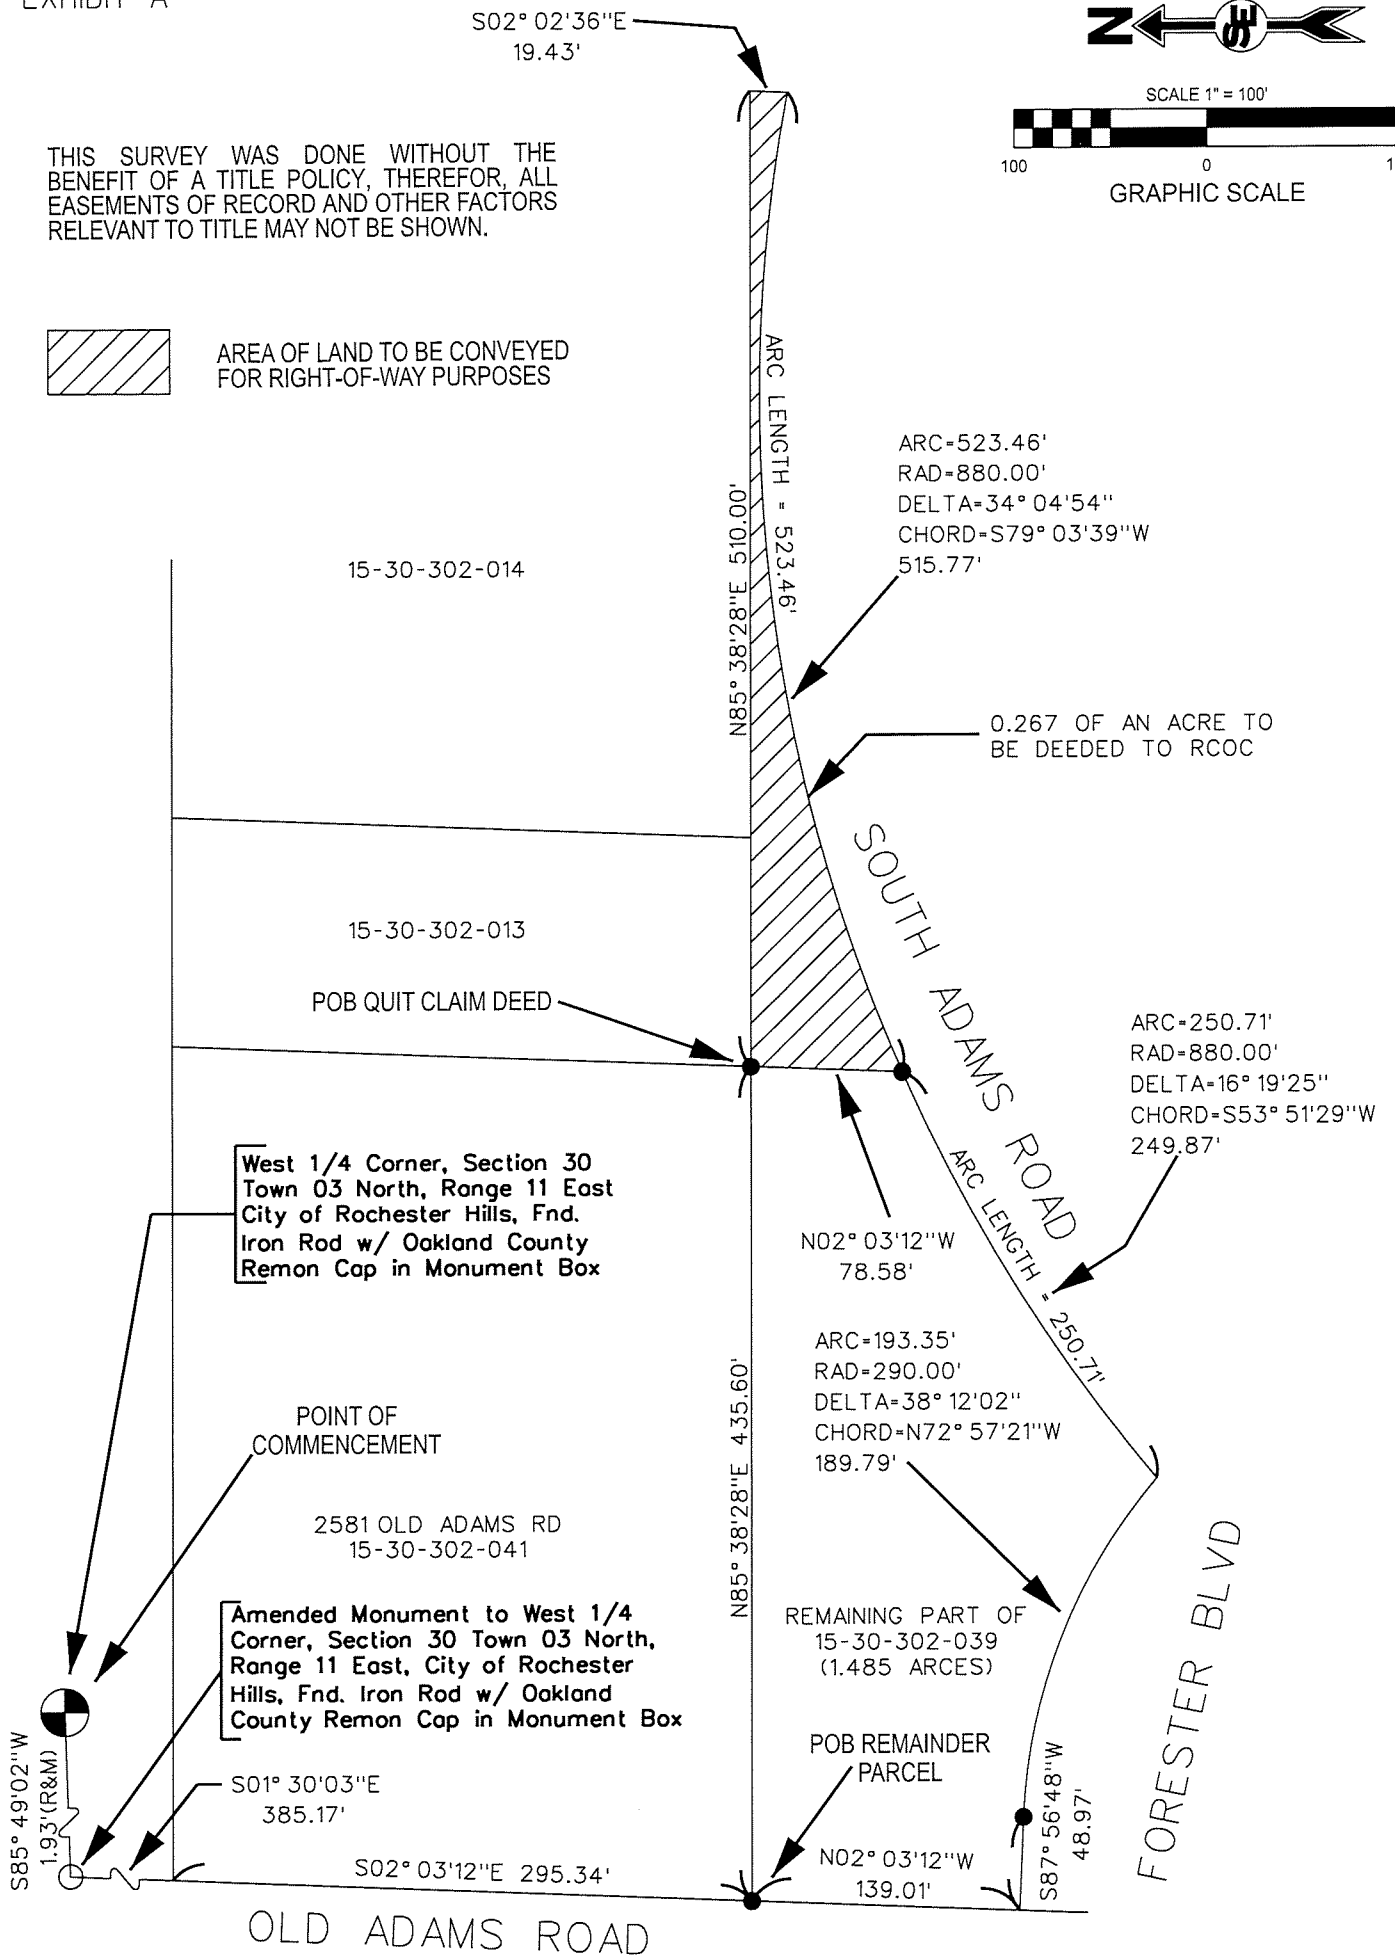 EXHIBIT A
S02° 02'36"E
19.43'
N
SE
SCALE 1" = 100'
100
0
GRAPHIC SCALE
THIS SURVEY WAS DONE WITHOUT THE
BENEFIT OF A TITLE POLICY, THEREFOR, ALL
EASEMENTS OF RECORD AND OTHER FACTORS
RELEVANT TO TITLE MAY NOT BE SHOWN.
AREA OF LAND TO BE CONVEYED
FOR RIGHT-OF-WAY PURPOSES
ARC LENGTH = 523.46'
ARC=523.46'
RAD=880.00'
DELTA=34° 04'54"
CHORD=S79° 03'39"W
515.77'
N85° 38'28"E 510.00'
15-30-302-014
0.267 OF AN ACRE TO
BE DEEDED TO RCOC
SOUTH ADAMS ROAD
15-30-302-013
POB QUIT CLAIM DEED
ARC=250.71'
RAD=880.00'
DELTA=16° 19'25"
CHORD=S53° 51'29"W
249.87'
ARC LENGTH = 250.71'
West 1/4 Corner, Section 30
Town 03 North, Range 11 East
City of Rochester Hills, Fnd.
Iron Rod w/ Oakland County
Remon Cap in Monument Box
N02° 03'12"W
78.58'
ARC=193.35'
RAD=290.00'
DELTA=38° 12'02"
CHORD=N72° 57'21"W
189.79'
N85° 38'28"E 435.60'
POINT OF
COMMENCEMENT
2581 OLD ADAMS RD
15-30-302-041
Amended Monument to West 1/4
Corner, Section 30 Town 03 North,
Range 11 East, City of Rochester
Hills, Fnd. Iron Rod w/ Oakland
County Remon Cap in Monument Box
REMAINING PART OF
15-30-302-039
(1.485 ARCES)
POB REMAINDER
PARCEL
FORESTER BLVD
S85° 49'02"W
1.93'(R&M)
S01° 30'03"E
385.17'
S02° 03'12"E 295.34'
N02° 03'12"W
139.01'
S87° 56'48"W
48.97'
OLD ADAMS ROAD